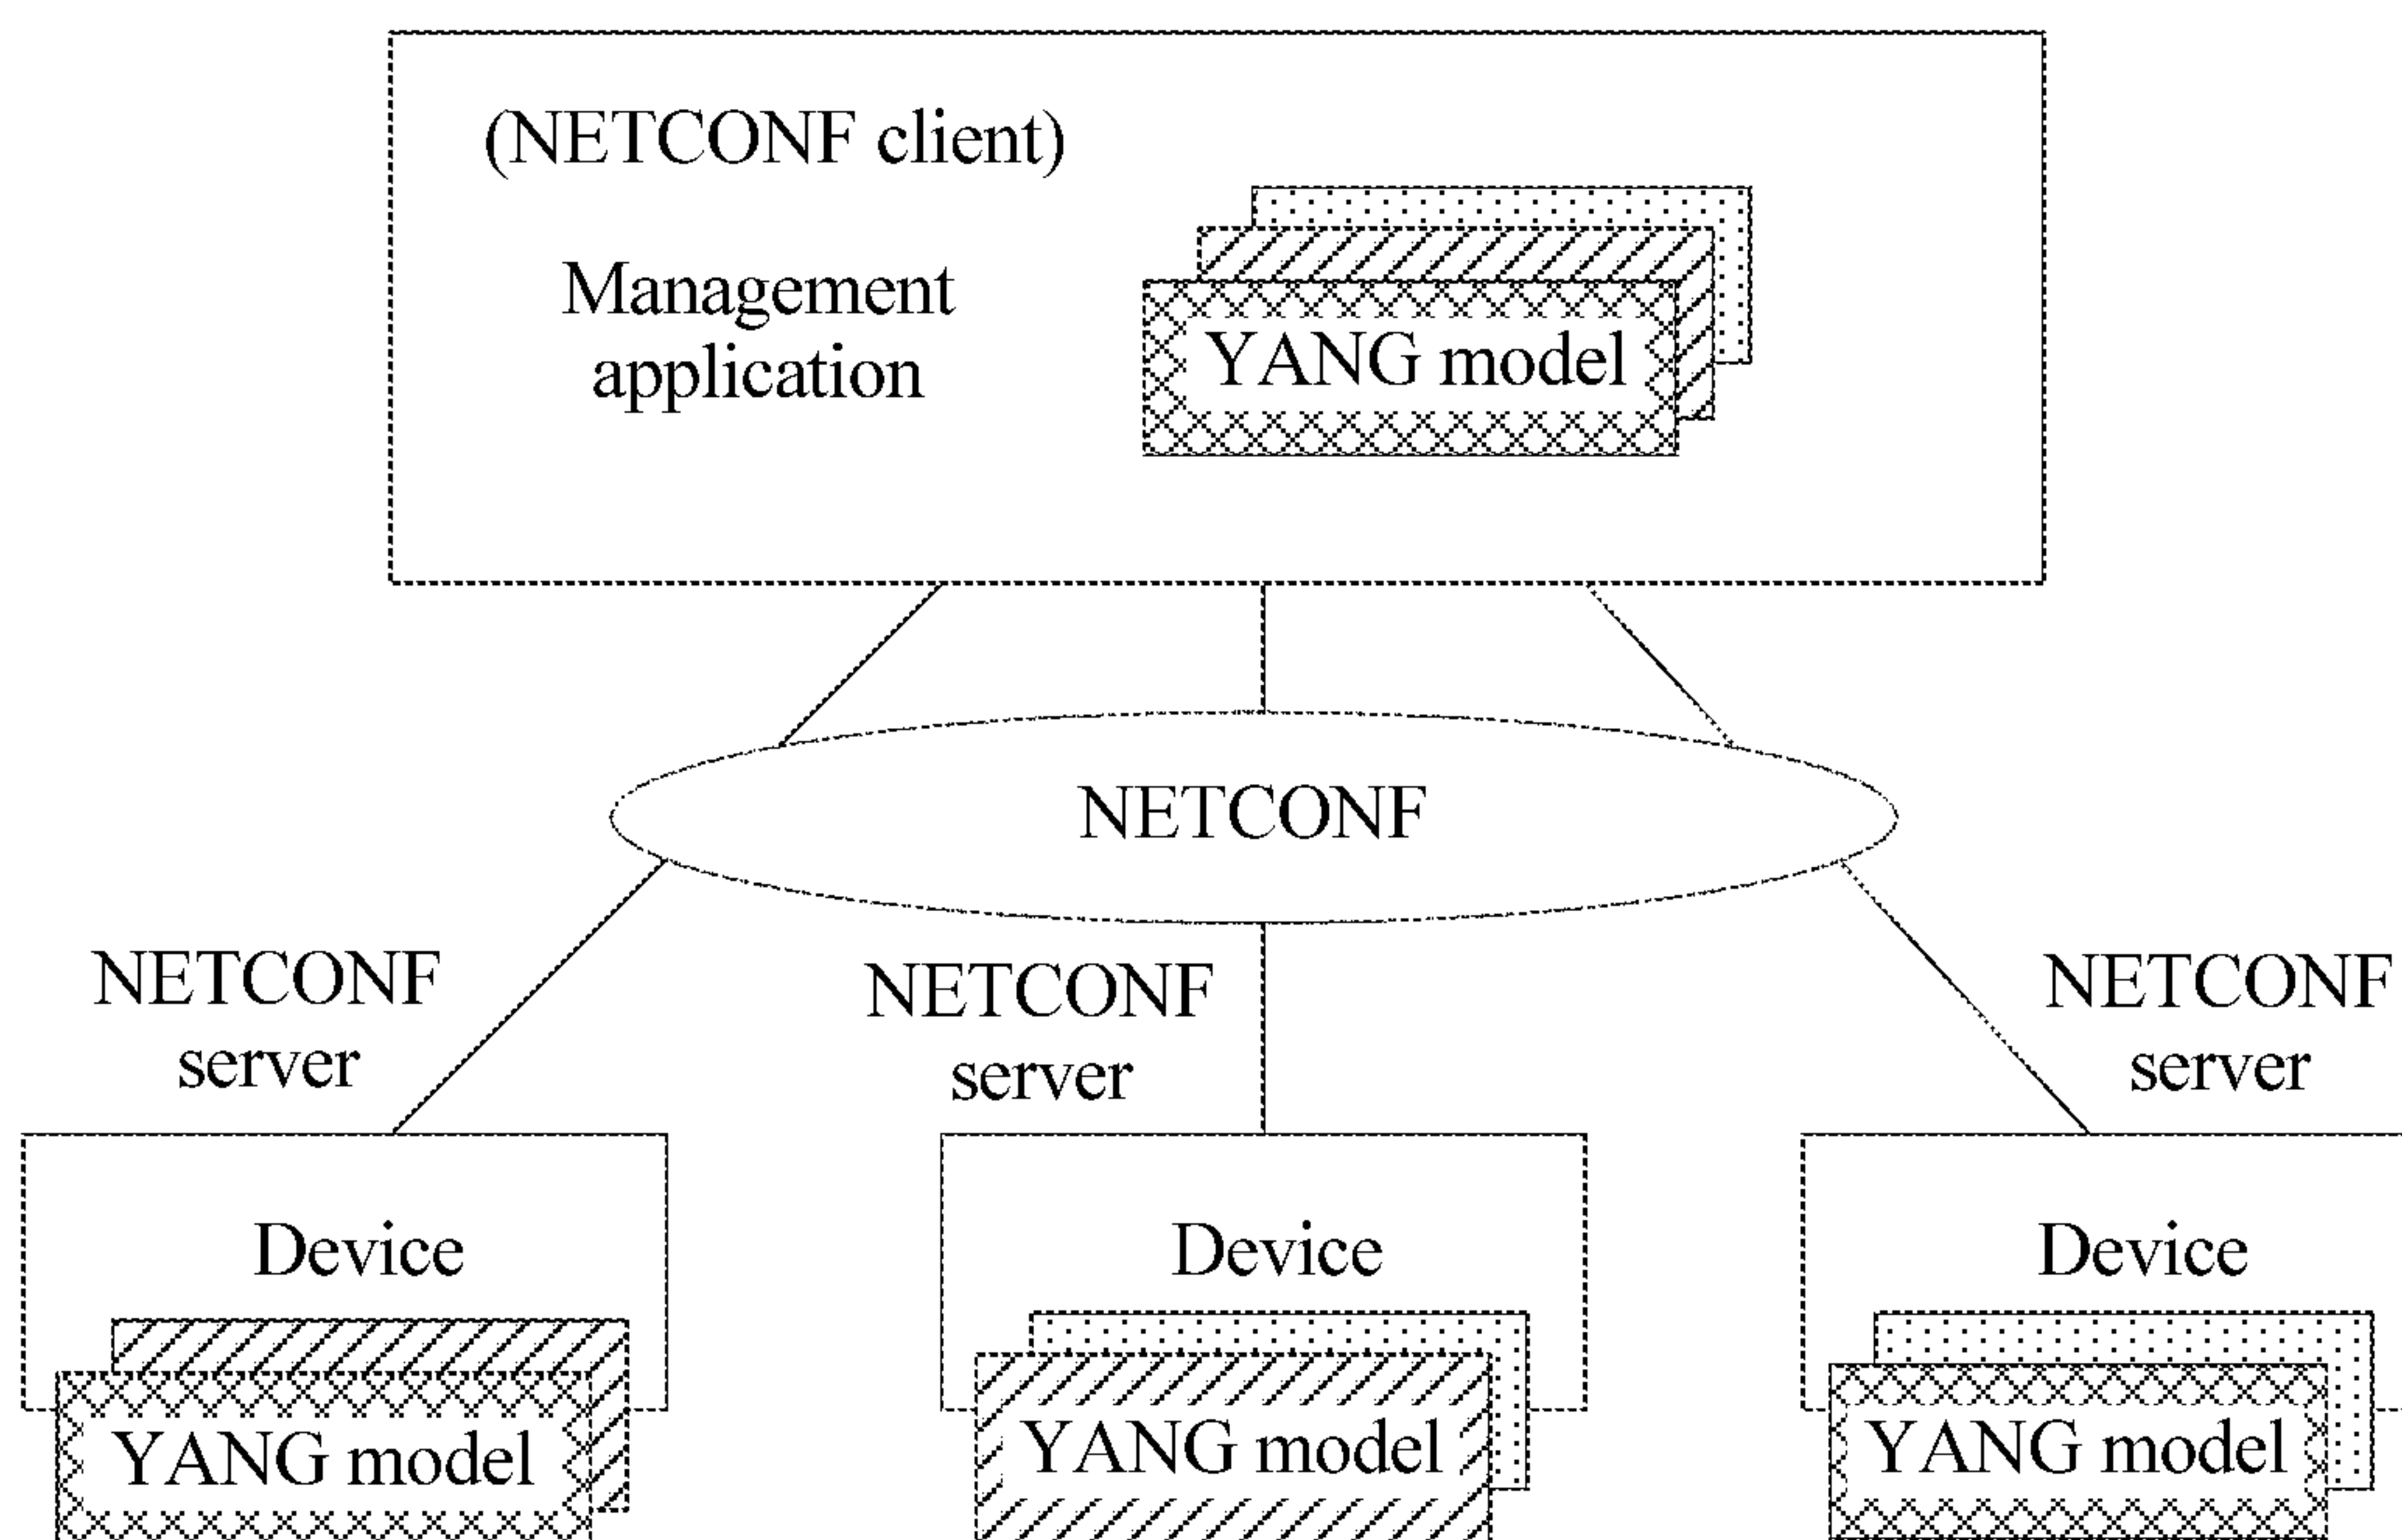 (NETCONF client)
Management
application
YANG model
NETCONF
NETCONF
server
NETCONF
server
NETCONF
server
Device
Device
Device
YANG model
YANG model
YANG model